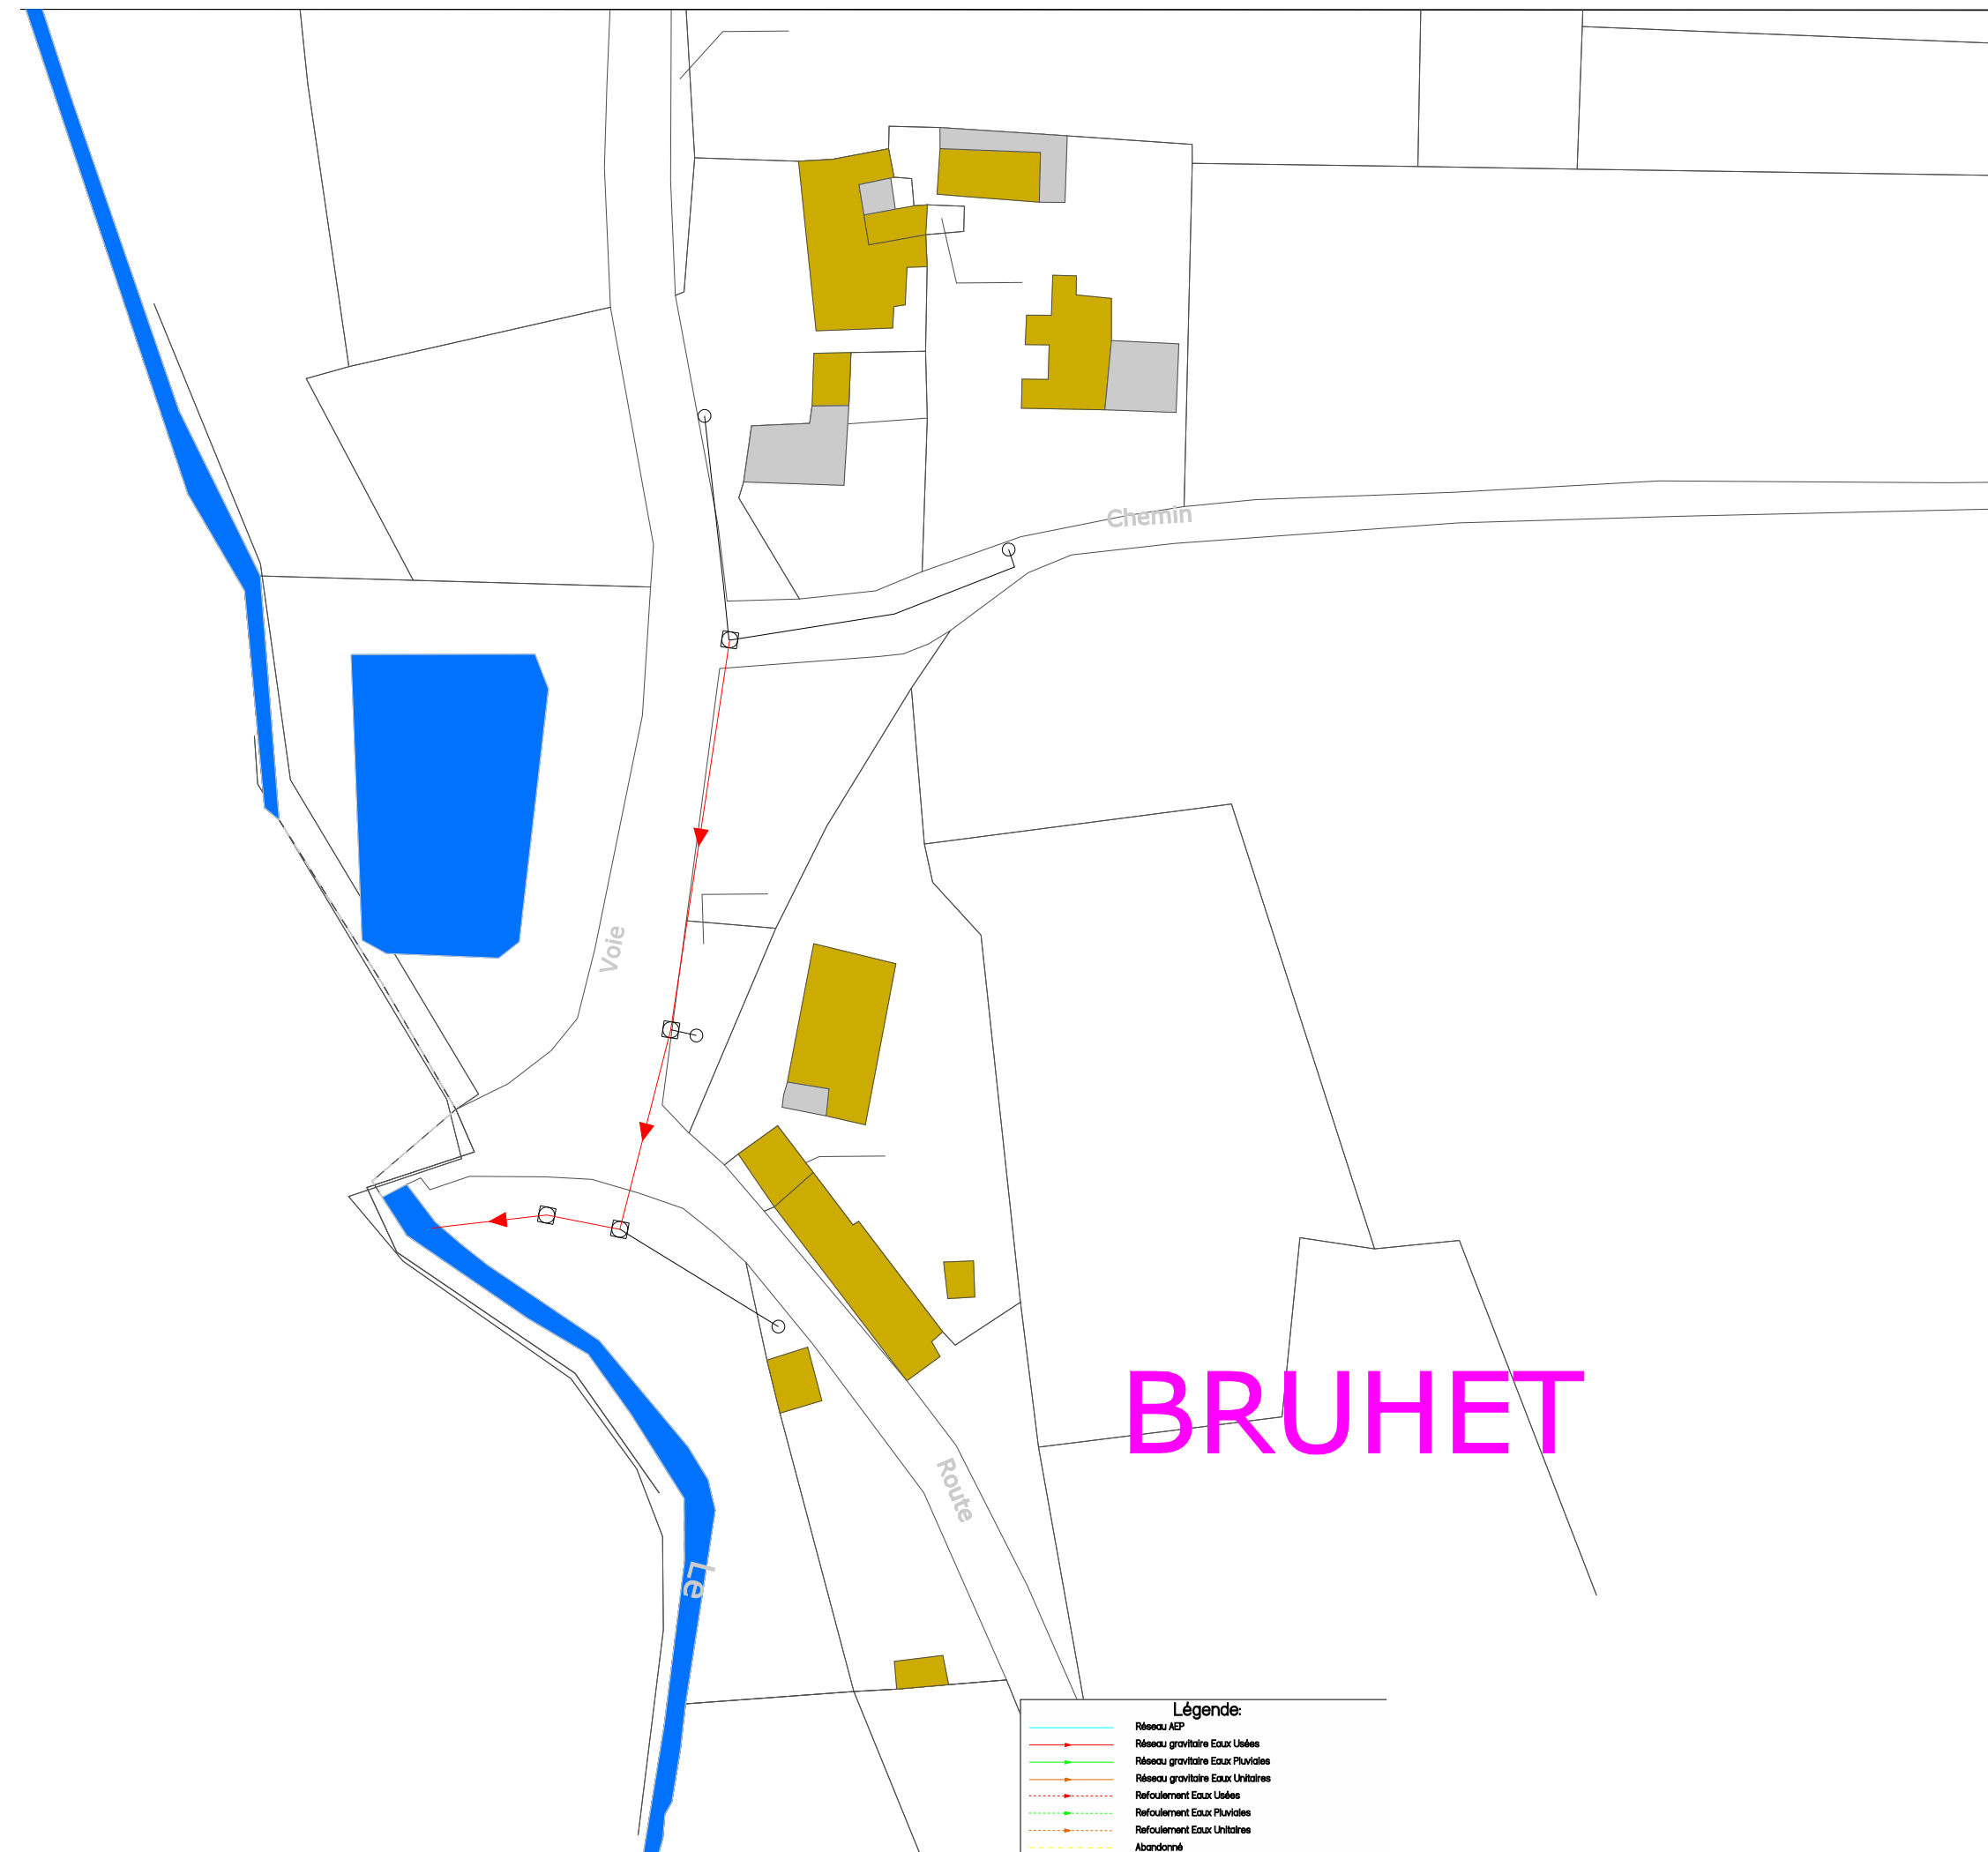 Chemin
Voie
BRUHET
Route
Le
Légende:
Réseau AEP
Réseau gravitaire Eaux Usées
Réseau gravitaire Eaux Pluviales
Réseau gravitaire Eaux Unitaires
Refoulement Eaux Usées
Refoulement Eaux Pluviales
Refoulement Eaux Unitaires
Abandonné